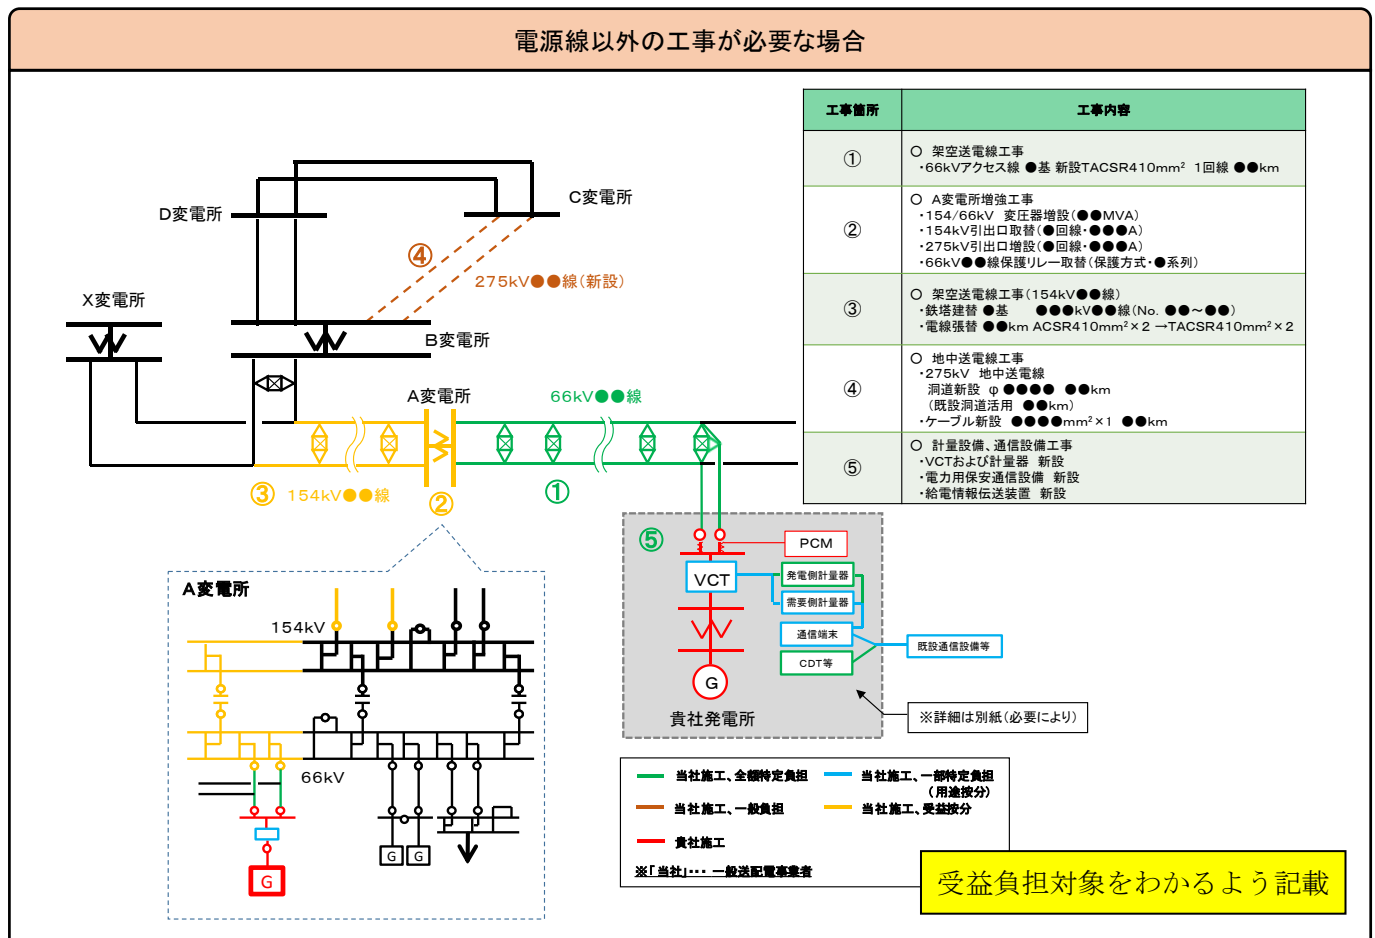 電源線以外の工事が必要な場合
工事箇所
工事内容
①
〇 架空送電線工事
・66kVアクセス線 ●基 新設TACSR410mm² 1回線 ●●km
②
〇 A変電所増強工事
・154/66kV 変圧器増設(●●MVA)
・154kV引出口取替(●回線・●●●A)
・275kV引出口増設(●回線・●●●A)
・66kV●●線保護リレー取替(保護方式・●系列)
③
〇 架空送電線工事(154kV●●線)
・鉄塔建替 ●基 ●●●kV●●線(No. ●●~●●)
・電線張替 ●●km ACSR410mm²×2 →TACSR410mm²×2
④
〇 地中送電線工事
・275kV 地中送電線
洞道新設 φ ●●●● ●●km
(既設洞道活用 ●●km)
・ケーブル新設 ●●●●mm²×1 ●●km
⑤
〇 計量設備、通信設備工事
・VCTおよび計量器 新設
・電力用保安通信設備 新設
・給電情報伝送装置 新設
D変電所
C変電所
④
275kV●●線(新設)
X変電所
B変電所
A変電所
66kV●●線
③
154kV●●線
②
①
⑤
PCM
VCT
発電側計量器
需要側計量器
通信端末
CDT等
既設通信設備等
G
貴社発電所
※詳細は別紙(必要により)
A変電所
154kV
66kV
G
G
G
当社施工、全額特定負担
当社施工、一部特定負担
(用途按分)
当社施工、一般負担
当社施工、受益按分
貴社施工
※「当社」・・・ 一般送配電事業者
受益負担対象をわかるよう記載